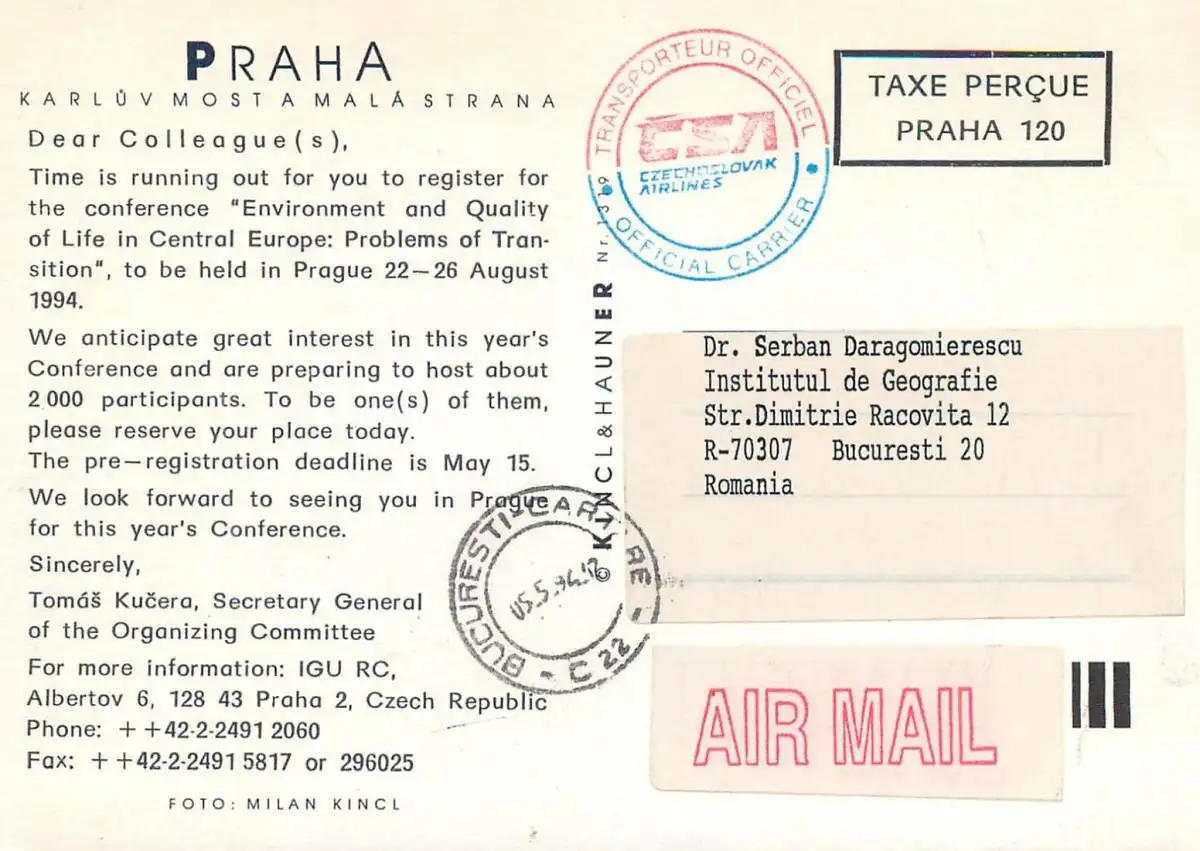 PRAHA
KARLŮV MOST A MALÁ STRANA
Dear Colleague(s),
Time is running out for you to register for
the conference "Environment and Quality
of Life in Central Europe: Problems of Tran-
sition", to be held in Prague 22—26 August
1994.
We anticipate great interest in this year's
Conference and are preparing to host about
2 000 participants. To be one(s) of them,
please reserve your place today.
The pre—registration deadline is May 15.
We look forward to seeing you in Prague
for this year's Conference.
Sincerely,
Tomáš Kučera, Secretary General
of the Organizing Committee
For more information: IGU RC,
Albertov 6, 128 43 Praha 2, Czech Republic
Phone: ++42-2-2491 2060
Fax: ++42-2-2491 5817 or 296025
FOTO: MILAN KINCL
© KINCL & HAUNER Nr.
TRANSPORTEUR OFFICIEL
ČSA
CZECHOSLOVAK
AIRLINES
OFFICIAL CARRIER
TAXE PERÇUE
PRAHA 120
Dr. Serban Daragomierescu
Institutul de Geografie
Str.Dimitrie Racovita 12
R-70307 Bucuresti 20
Romania
BUCURESTI-CARTARE
05.5.94.12
- C 22 -
AIR MAIL